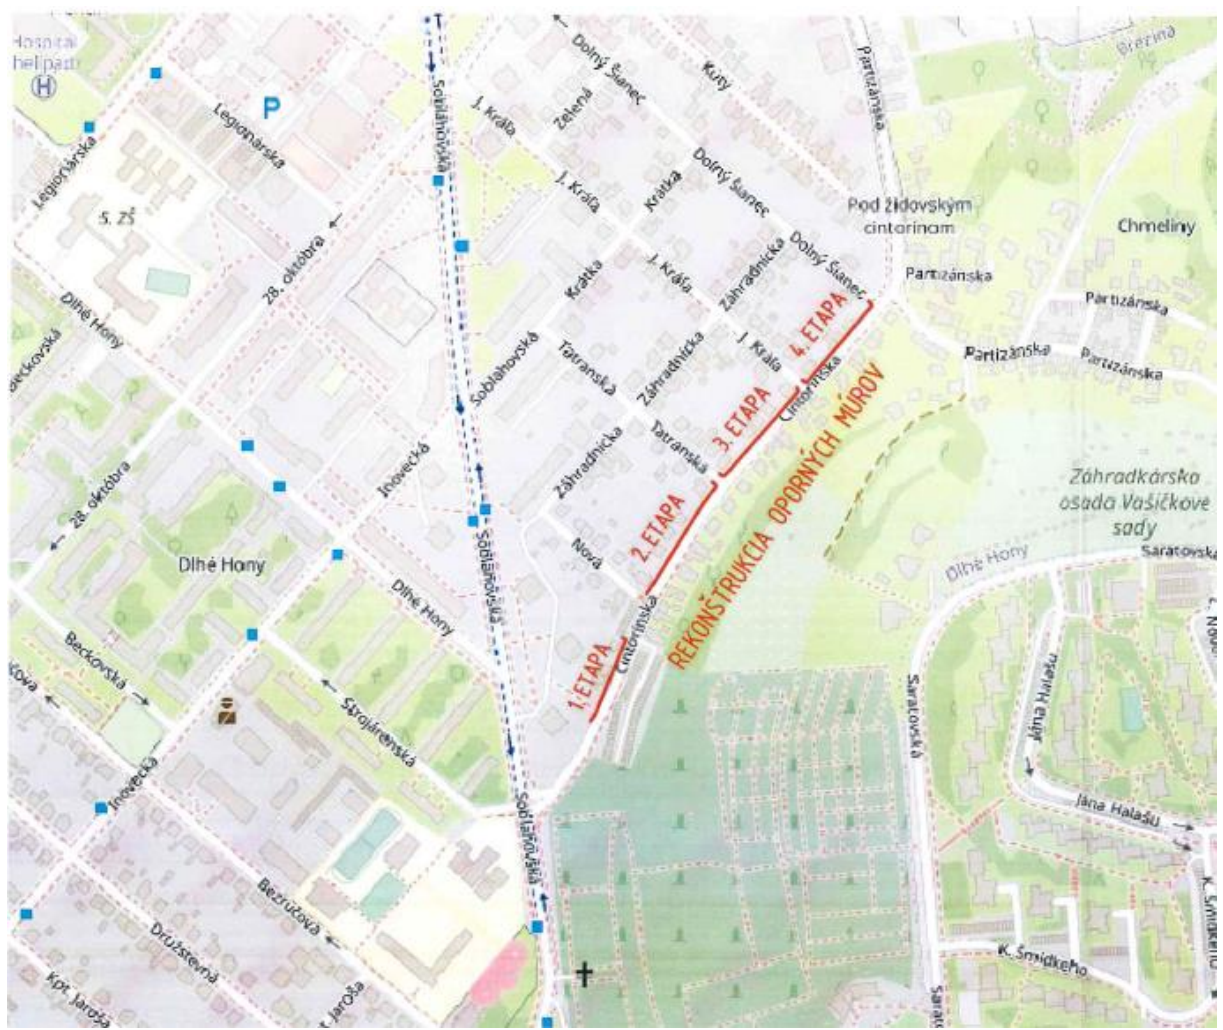 Hospital
helipad
H
P
Legionárska
Legionárska
5. ZŠ
28. októbra
Dlhé Hony
Soblahovská
J. Kráľa
Zelená
Dolný Šianec
Kuty
Partizánska
Brezina
J. Kráľa
Krátka
Dolný Šianec
Pod židovským
cintorínom
Chmeliny
Krátka
J. Kráľa
Záhradnícka
Dolný Šianec
Partizánska
Partizánska
Soblahovská
Tatranská
Záhradnícka
J. Kráľa
4. ETAPA
Cintorínska
Partizánska
Partizánska
Beckovská
28. októbra
Inovecká
Záhradnícka
Tatranská
3. ETAPA
REKONŠTRUKCIA OPORNÝCH MÚROV
Záhradkárska
osada Vašíčkove
sady
Dlhé Hony
Saratovská
Dlhé Hony
Soblahovská
Nová
2. ETAPA
Dlhé Hony
Cintorínska
1. ETAPA
Beckovská
Strojárenská
Inovecká
Saratovská
Jána Halašu
Jána Halašu
Soblahovská
Bezručova
Družstevná
Kpt. Jaroša
K. Šmidkeho
K. Šmidkeho